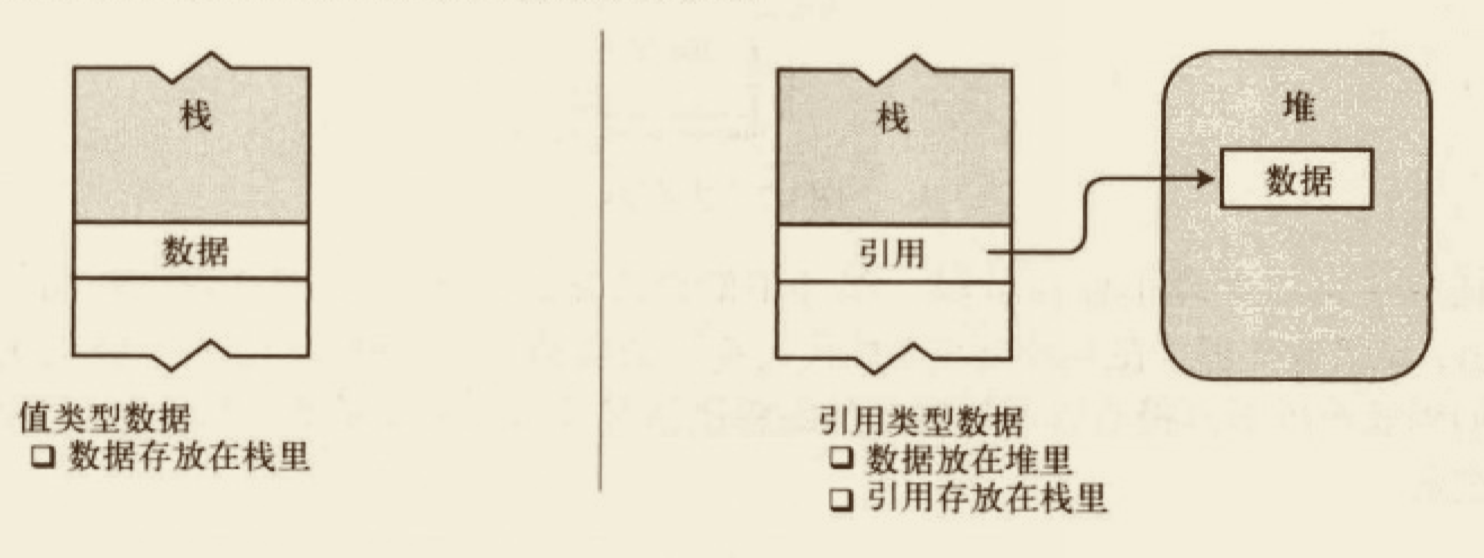 栈
数据
值类型数据
❏ 数据存放在栈里
栈
引用
堆
数据
引用类型数据
❏ 数据放在堆里
❏ 引用存放在栈里